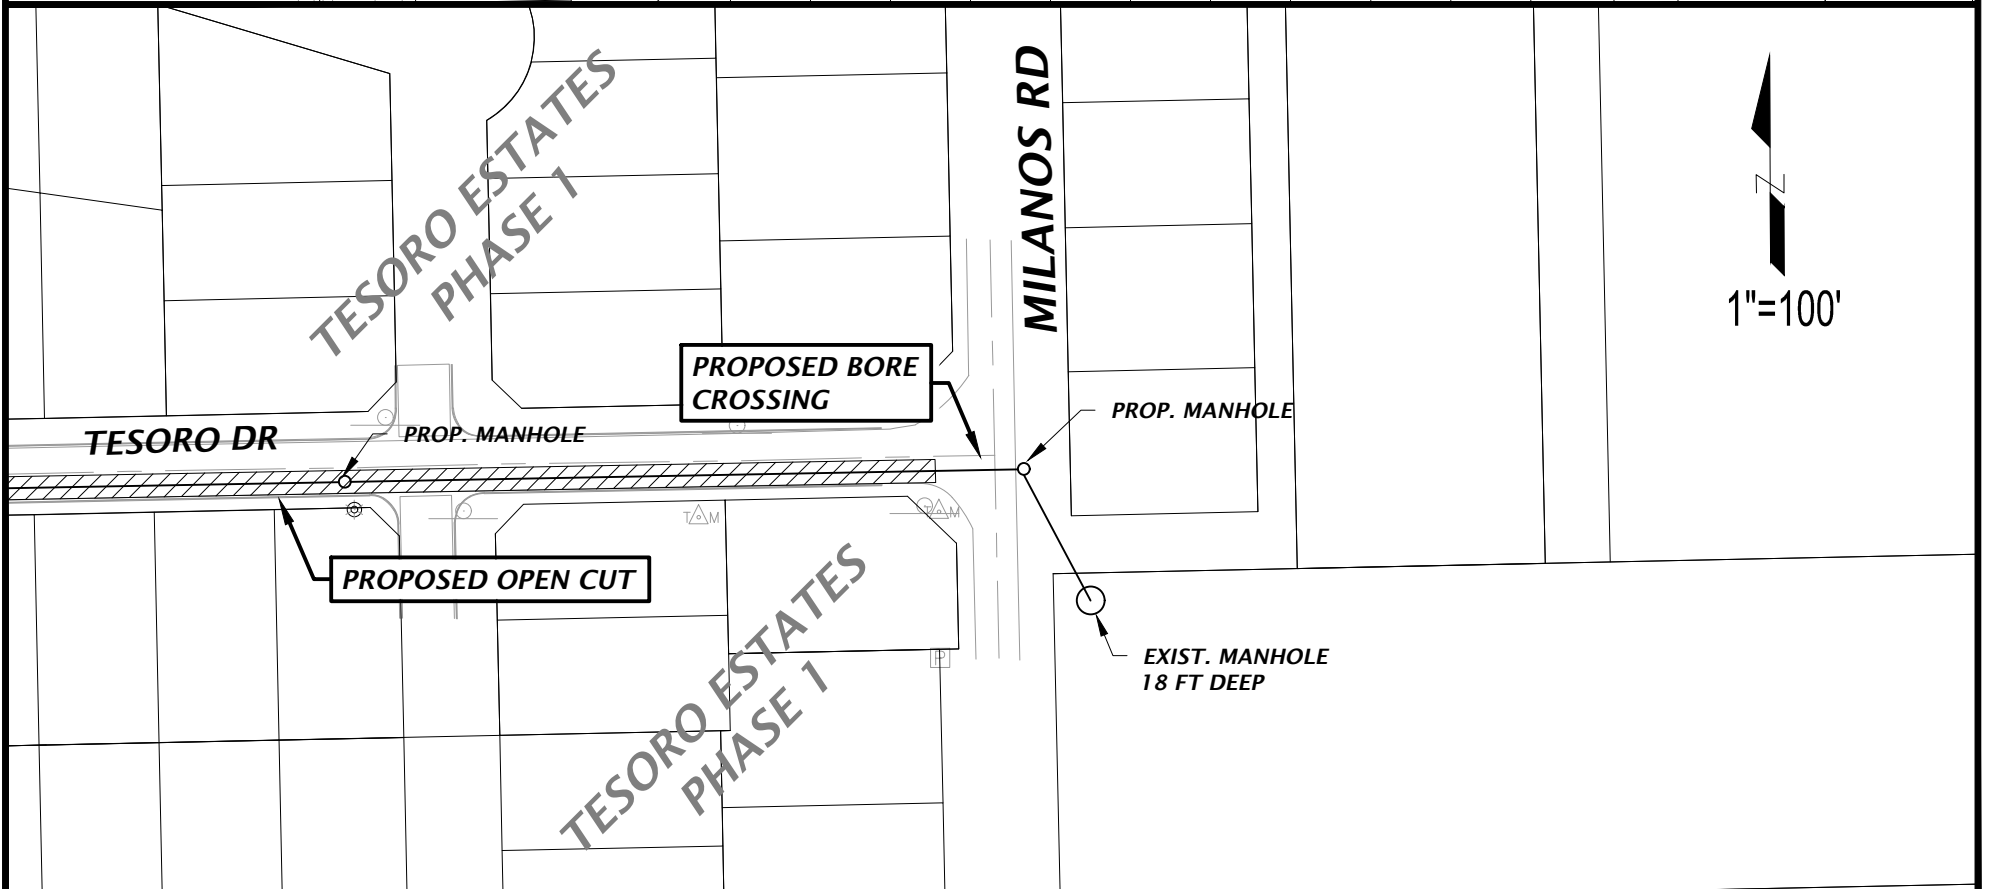 TESORO ESTATES
PHASE 1
MILANOS RD
N
1"=100'
PROPOSED BORE
CROSSING
PROP. MANHOLE
TESORO DR
PROP. MANHOLE
T M
T M
PROPOSED OPEN CUT
TESORO ESTATES
PHASE 1
P
EXIST. MANHOLE
18 FT DEEP